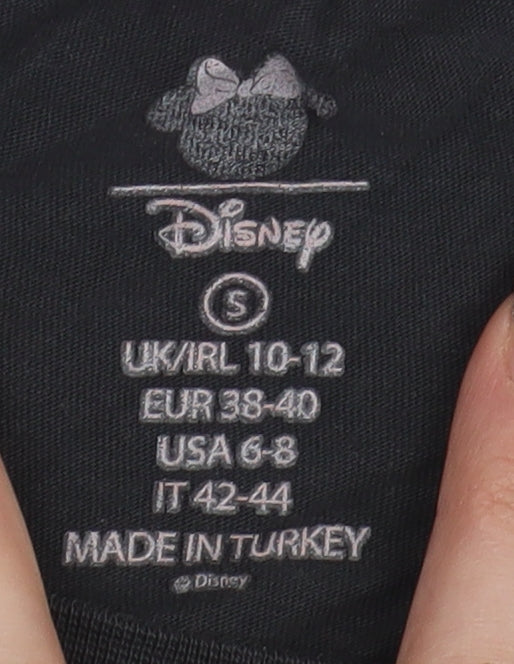 Disney
S
UK/IRL 10-12
EUR 38-40
USA 6-8
IT 42-44
MADE IN TURKEY
© Disney